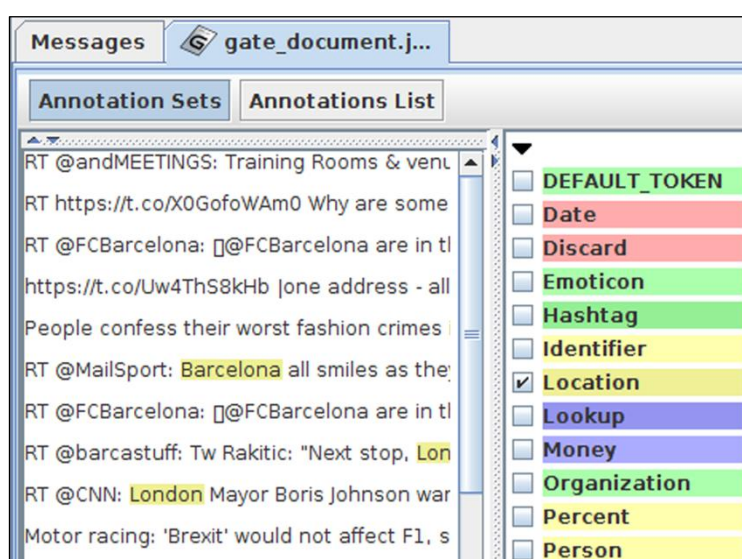 Messages
gate_document.j...
Annotation Sets
Annotations List
RT @andMEETINGS: Training Rooms & venu
RT https://t.co/X0GofoWAm0 Why are some
RT @FCBarcelona: ▯@FCBarcelona are in tl
https://t.co/Uw4ThS8kHb |one address - all
People confess their worst fashion crimes i
RT @MailSport: Barcelona all smiles as the
RT @FCBarcelona: ▯@FCBarcelona are in tl
RT @barcastuff: Tw Rakitic: "Next stop, Lon
RT @CNN: London Mayor Boris Johnson war
Motor racing: 'Brexit' would not affect F1, s
DEFAULT_TOKEN
Date
Discard
Emoticon
Hashtag
Identifier
Location
Lookup
Money
Organization
Percent
Person